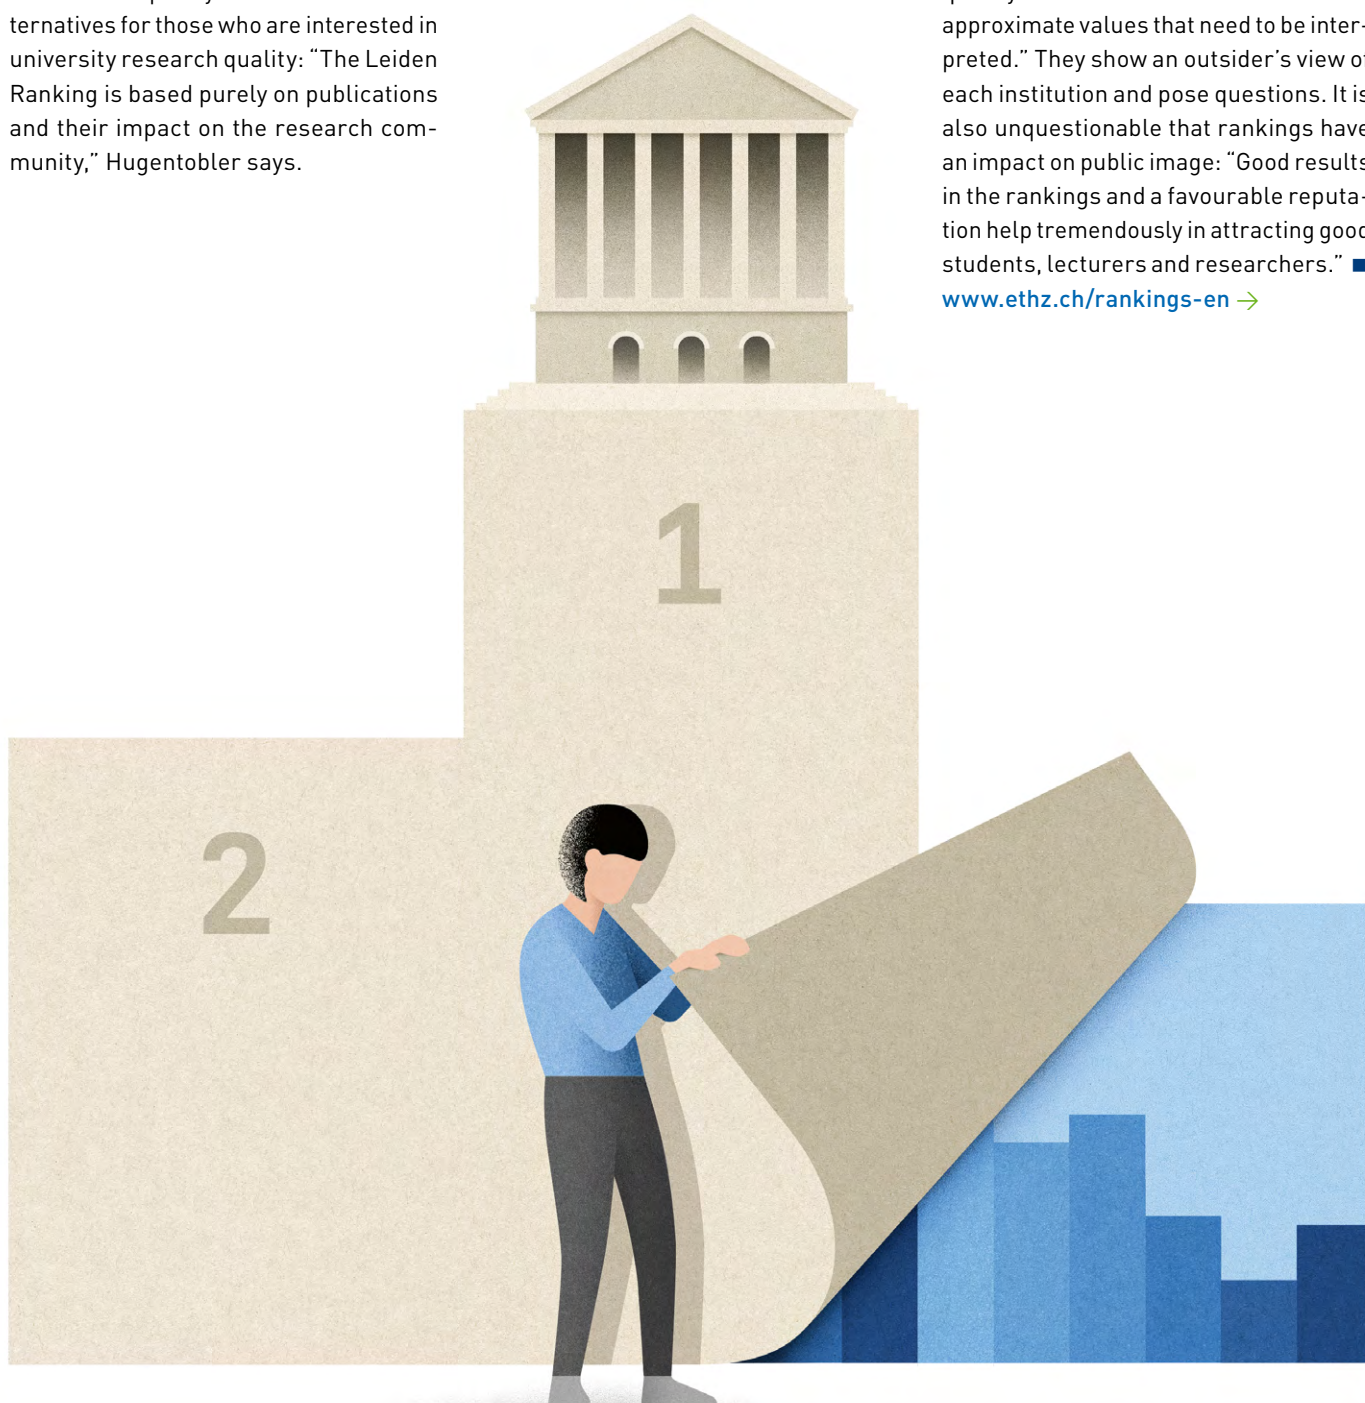 ternatives for those who are interested in
university research quality: “The Leiden
Ranking is based purely on publications
and their impact on the research com-
munity,” Hugentobler says.
approximate values that need to be inter-
preted.” They show an outsider’s view of
each institution and pose questions. It is
also unquestionable that rankings have
an impact on public image: “Good results
in the rankings and a favourable reputa-
tion help tremendously in attracting good
students, lecturers and researchers.”
www.ethz.ch/rankings-en →
1
2